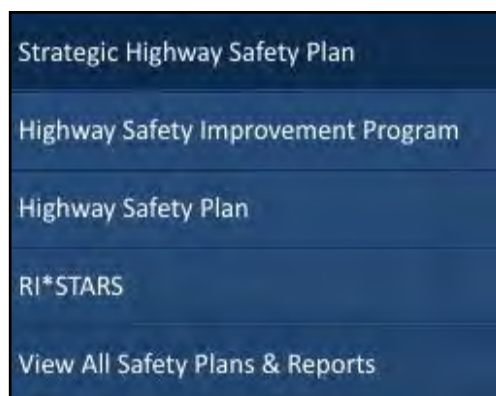 Strategic Highway Safety Plan
Highway Safety Improvement Program
Highway Safety Plan
RI*STARS
View All Safety Plans & Reports